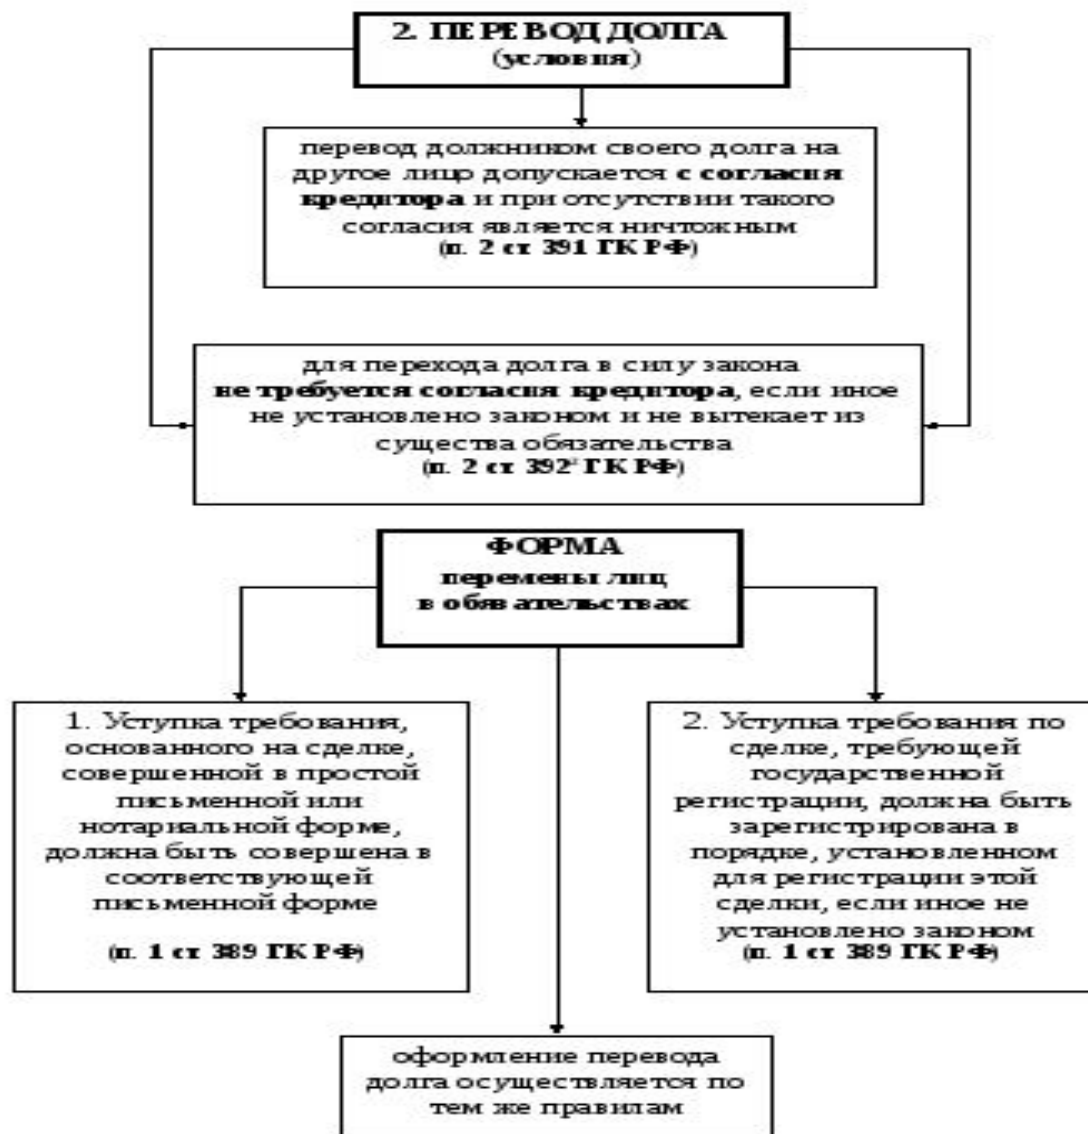 2. ПЕРЕВОД ДОЛГА
(условия)
перевод должником своего долга на
другое лицо допускается с согласия
кредитора и при отсутствии такого
согласия является ничтожным
(п. 2 ст 391 ГК РФ)
для перехода долга в силу закона
не требуется согласия кредитора, если иное
не установлено законом и не вытекает из
существа обязательства
(п. 2 ст 392² ГК РФ)
ФОРМА
перемены лиц
в обявательствах
1. Уступка требования,
основанного на сделке,
совершенной в простой
письменной или
нотариальной форме,
должна быть совершена в
соответствующей
письменной форме
(п. 1 ст 389 ГК РФ)
2. Уступка требования по
сделке, требующей
государственной
регистрации, должна быть
зарегистрирована в
порядке, установленном
для регистрации этой
сделки, если иное не
установлено законом
(п. 1 ст 389 ГК РФ)
оформление перевода
долга осуществляется по
тем же правилам